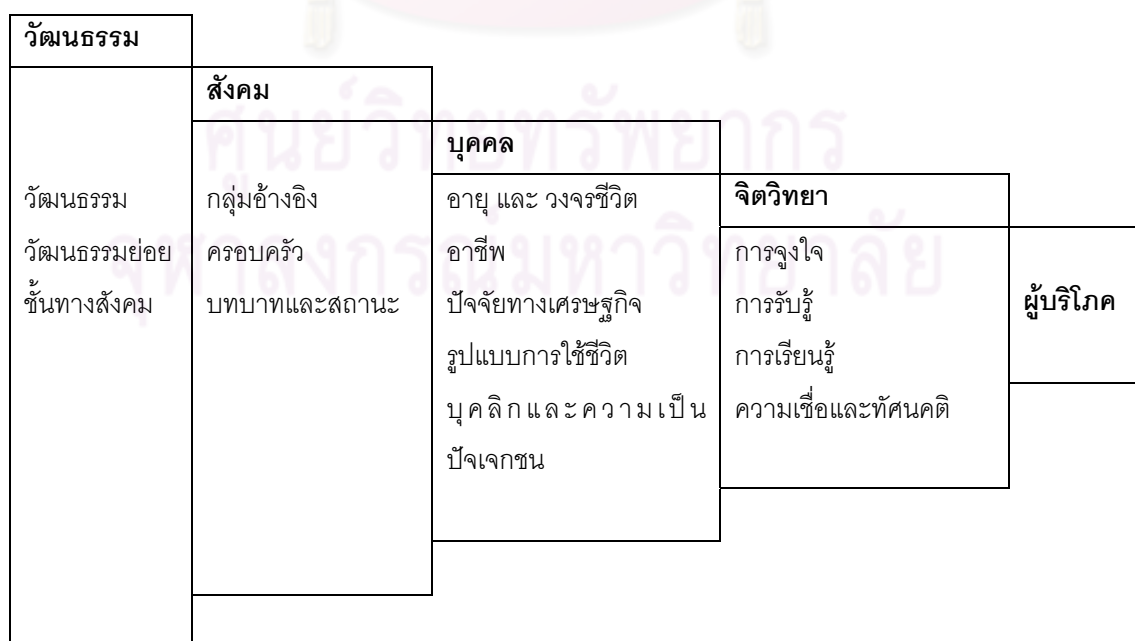 วัฒนธรรม
วัฒนธรรม
วัฒนธรรมย่อย
ชั้นทางสังคม
สังคม
กลุ่มอ้างอิง
ครอบครัว
บทบาทและสถานะ
บุคคล
อายุ และ วงจรชีวิต
อาชีพ
ปัจจัยทางเศรษฐกิจ
รูปแบบการใช้ชีวิต
บุคลิกและความเป็น
ปัจเจกชน
จิตวิทยา
การจูงใจ
การรับรู้
การเรียนรู้
ความเชื่อและทัศนคติ
ผู้บริโภค
ศูนย์วิทยทรัพยากร
จุฬาลงกรณ์มหาวิทยาลัย